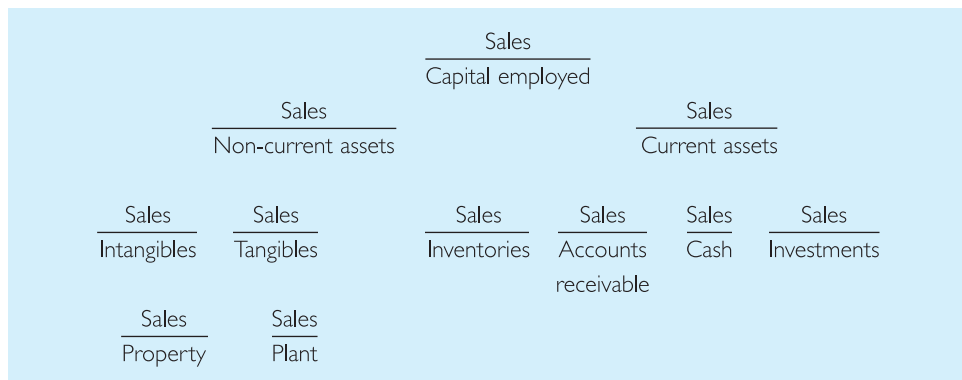 Sales
Capital employed
Sales Sales
Non-current assets Current assets
Sales Sales Sales Sales Sales Sales
Intangibles Tangibles Inventories Accounts Cash Investments
receivable
Sales Sales
Property Plant